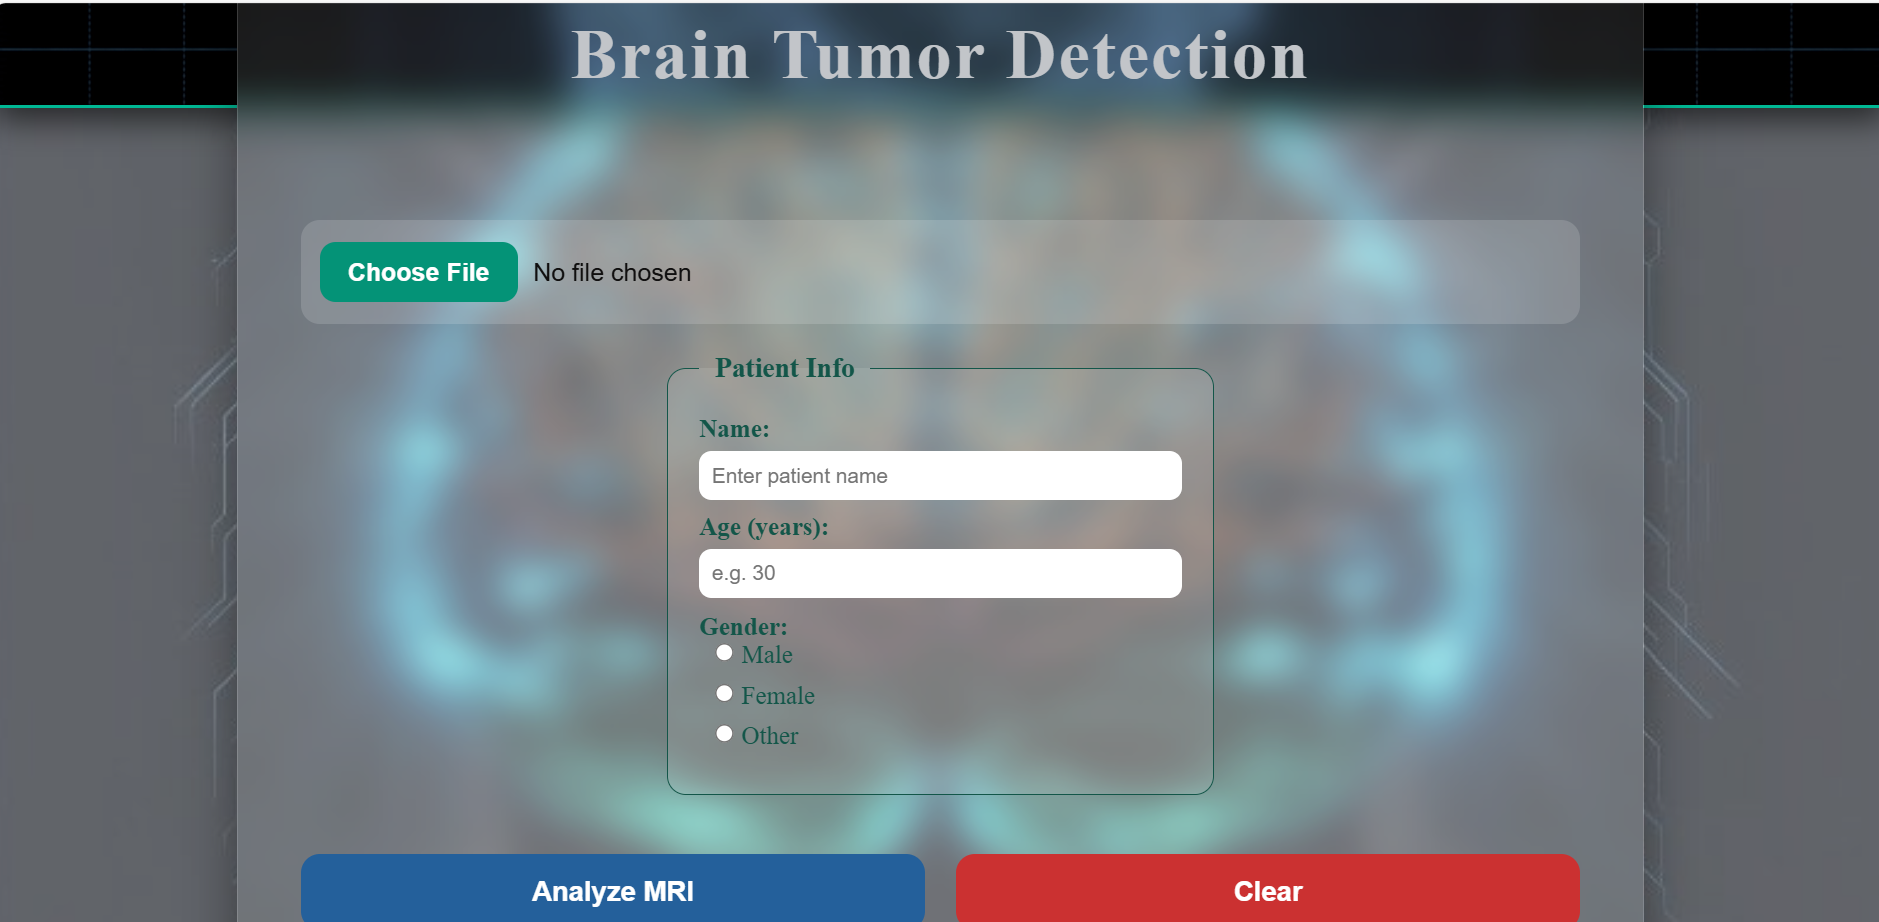 Brain Tumor Detection
Choose File No file chosen
Patient Info
Name:
Enter patient name
Age (years):
e.g. 30
Gender:
Male
Female
Other
Analyze MRI Clear